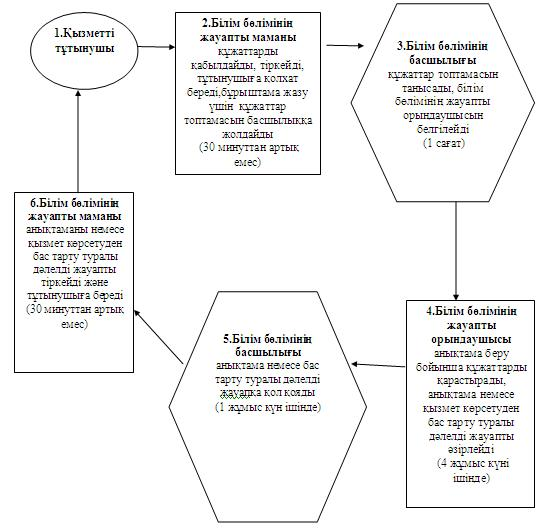 1.Қызметті
тұтынушы
2.Білім бөлімінің
жауапты маманы
құжаттарды
қабылдайды, тіркейді,
тұтынушыға қолхат
береді,бұрыштама жазу
үшін құжаттар
топтамасын басшылыққа
жолдайды
(30 минуттан артық
емес)
3.Білім бөлімінің
басшылығы
құжаттар топтамасын
танысады, білім
бөлімінің жауапты
орындаушысын
белгілейді
(1 сағат)
4.Білім бөлімінің
жауапты
орындаушысы
анықтама беру
бойынша құжаттарды
қарастырады,
анықтама немесе
қызмет көрсетуден
бас тарту туралы
дәлелді жауапты
әзірлейді
(4 жұмыс күні
ішінде)
5.Білім бөлімінің
басшылығы
анықтама немесе бас
тарту туралы дәлелді
жауапқа қол қояды
(1 жұмыс күн ішінде)
6.Білім бөлімінің
жауапты маманы
анықтаманы немесе
қызмет көрсетуден
бас тарту туралы
дәлелді жауапты
тіркейді және
тұтынушыға береді
(30 минуттан артық
емес)